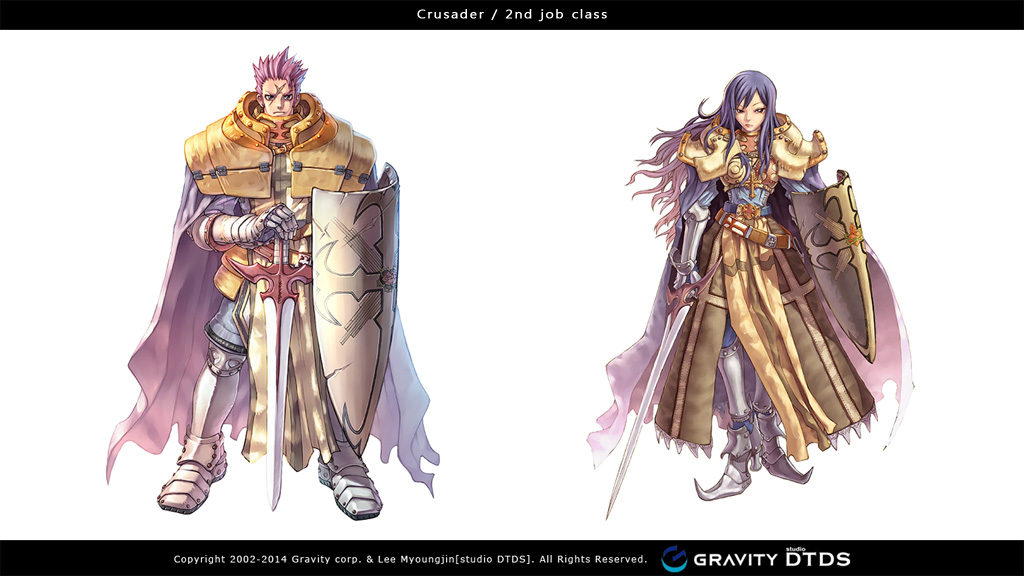 Crusader / 2nd job class
Copyright 2002-2014 Gravity corp. & Lee Myoungjin[studio DTDS]. All Rights Reserved.
GRAVITY studio DTDS